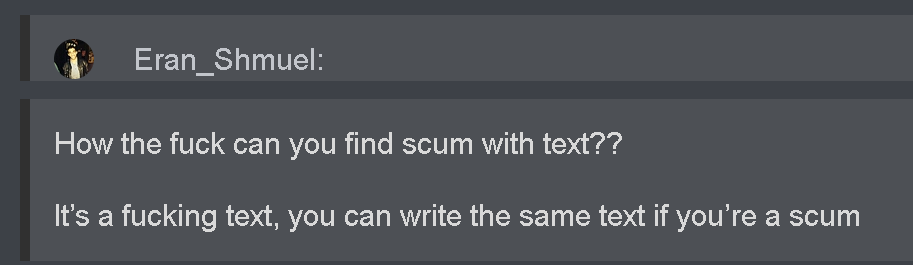 Eran_Shmuel:
How the fuck can you find scum with text??
It’s a fucking text, you can write the same text if you’re a scum